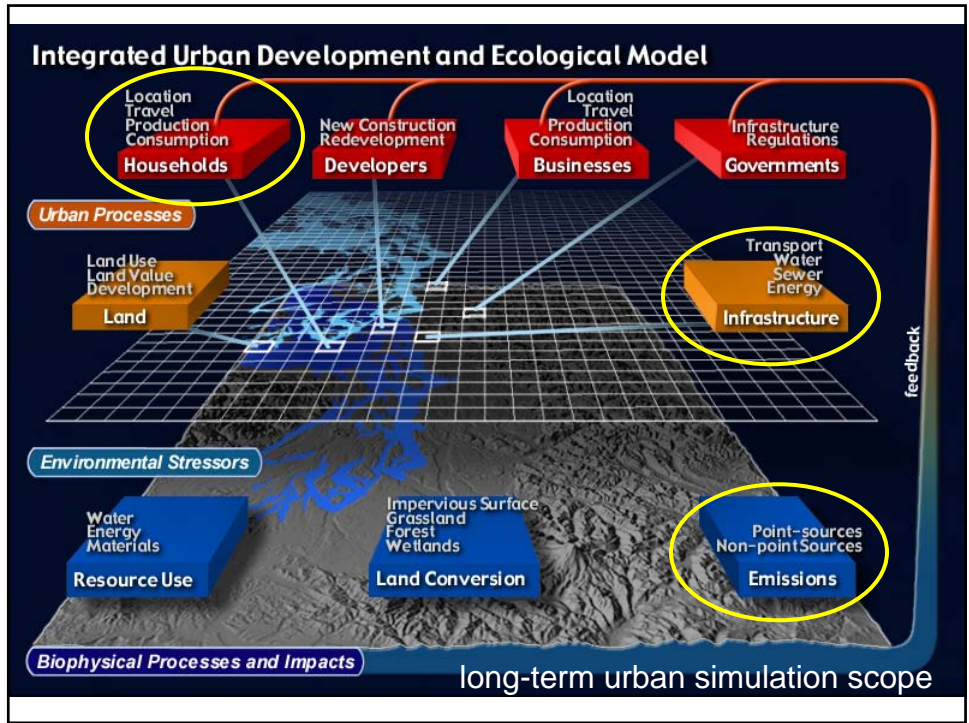 Integrated Urban Development and Ecological Model
Location
Travel
Production
Consumption
Households
New Construction
Redevelopment
Developers
Location
Travel
Production
Consumption
Businesses
Infrastructure
Regulations
Governments
Urban Processes
Land Use
Land Value
Development
Land
Transport
Water
Sewer
Energy
Infrastructure
feedback
Environmental Stressors
Water
Energy
Materials
Resource Use
Impervious Surface
Grassland
Forest
Wetlands
Land Conversion
Point-sources
Non-point Sources
Emissions
Biophysical Processes and Impacts
long-term urban simulation scope